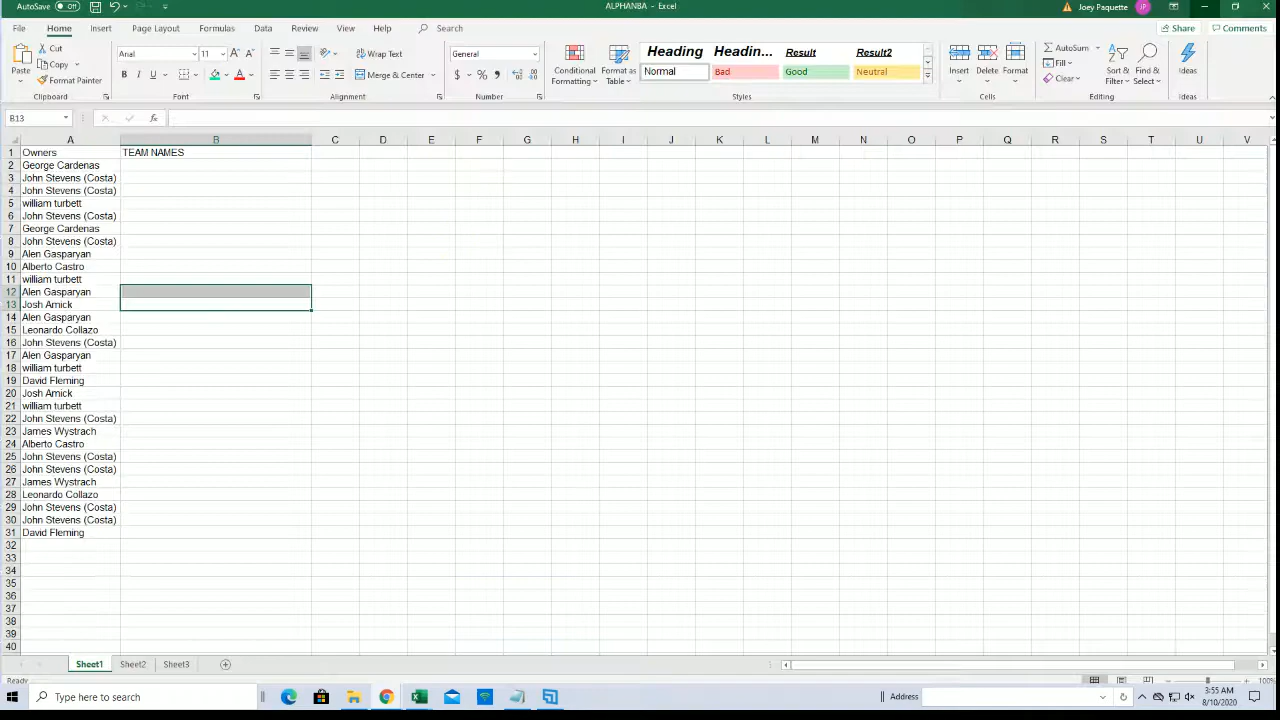 AutoSave Off ALPHANBA - Excel Joey Paquette JP
File Home Insert Page Layout Formulas Data Review View Help Search Share Comments
Paste Cut Copy Format Painter Clipboard
Arial 11 B I U A Font
Wrap Text Merge & Center Alignment
General $ % Number
Conditional Formatting Format as Table
Heading Headin... Result Result2
Normal Bad Good Neutral
Styles
Insert Delete Format Cells
AutoSum Fill Clear Sort & Filter Find & Select Editing
Ideas Ideas
B13 fx
A B C D E F G H I J K L M N O P Q R S T U V
1 Owners TEAM NAMES
2 George Cardenas
3 John Stevens (Costa)
4 John Stevens (Costa)
5 william turbett
6 John Stevens (Costa)
7 George Cardenas
8 John Stevens (Costa)
9 Alen Gasparyan
10 Alberto Castro
11 william turbett
12 Alen Gasparyan
13 Josh Amick
14 Alen Gasparyan
15 Leonardo Collazo
16 John Stevens (Costa)
17 Alen Gasparyan
18 william turbett
19 David Fleming
20 Josh Amick
21 william turbett
22 John Stevens (Costa)
23 James Wystrach
24 Alberto Castro
25 John Stevens (Costa)
26 John Stevens (Costa)
27 James Wystrach
28 Leonardo Collazo
29 John Stevens (Costa)
30 John Stevens (Costa)
31 David Fleming
32
33
34
35
36
37
38
39
40
Sheet1 Sheet2 Sheet3
Ready 100%
Type here to search Address 3:55 AM
8/10/2020